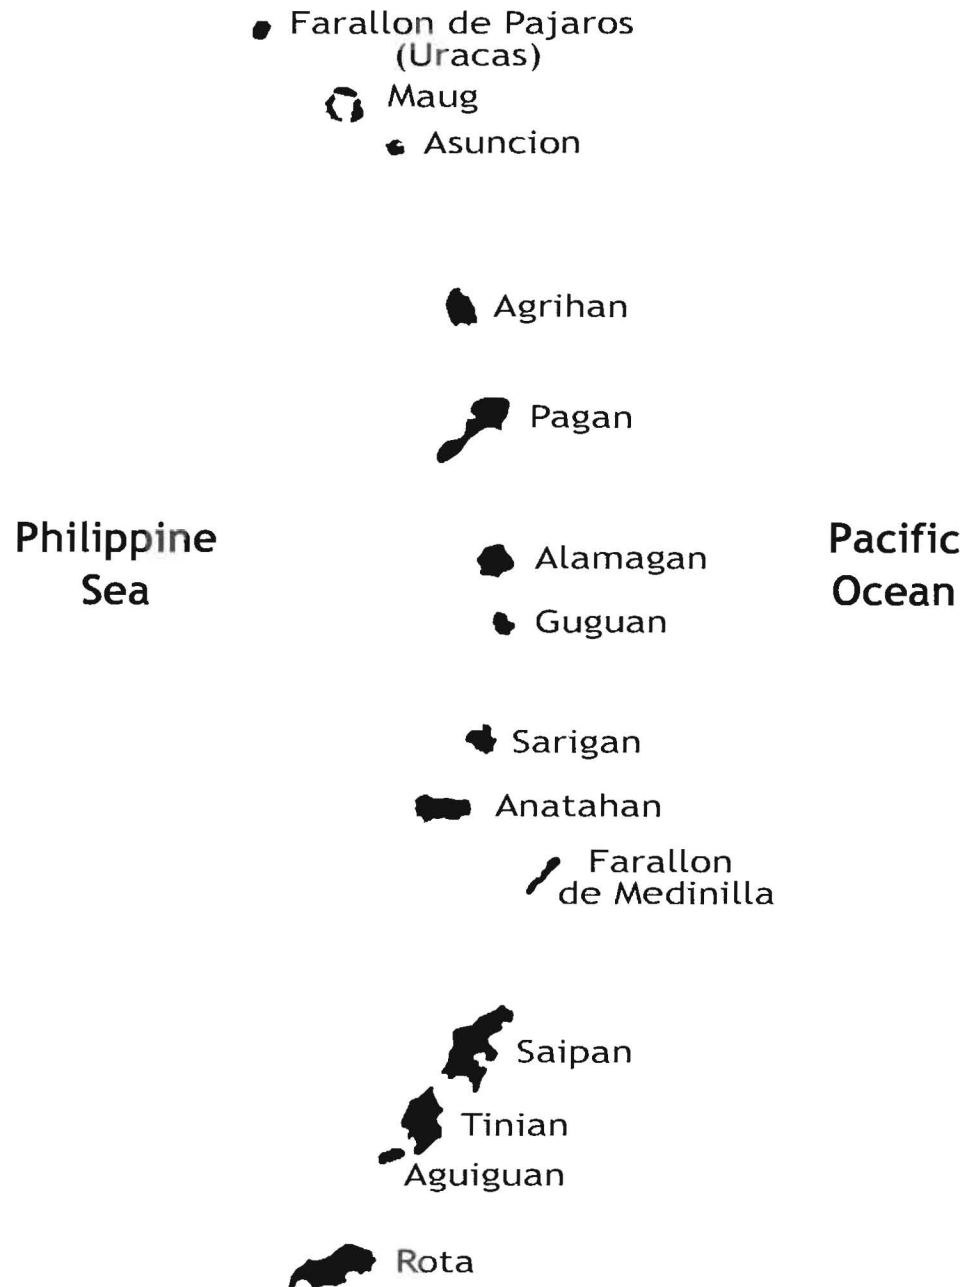 Farallon de Pajaros
(Uracas)
Maug
Asuncion
Agrihan
Pagan
Philippine
Sea
Alamagan
Pacific
Ocean
Guguan
Sarigan
Anatahan
Farallon
de Medinilla
Saipan
Tinian
Aguiguan
Rota